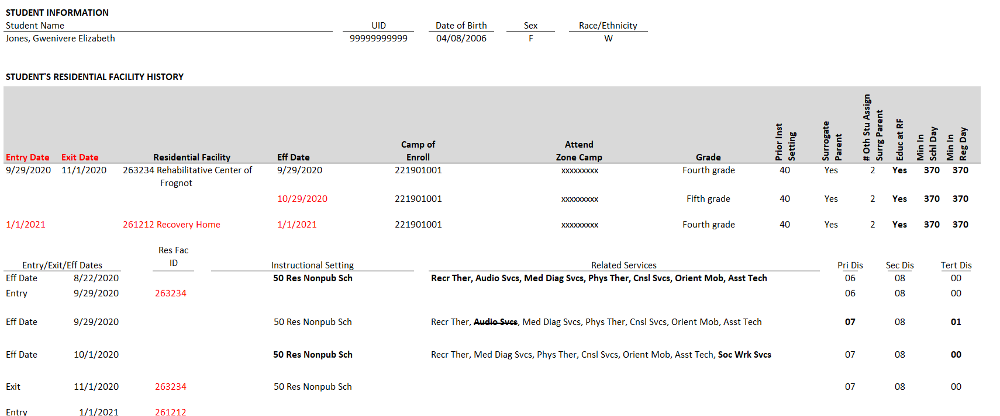 STUDENT INFORMATION
Student Name UID Date of Birth Sex Race/Ethnicity
Jones, Gwenivere Elizabeth 99999999999 04/08/2006 F W
STUDENT'S RESIDENTIAL FACILITY HISTORY
Entry Date Exit Date Residential Facility Eff Date Camp of Enroll Attend Zone Camp Grade Prior Inst Setting Surrogate Parent # Oth Stu Assign Surrg Parent Educ at RF Min In Schl Day Min In Reg Day
9/29/2020 11/1/2020 263234 Rehabilitative Center of 9/29/2020 221901001 xxxxxxxxx Fourth grade 40 Yes 2 Yes 370 370
Frognot
10/29/2020 221901001 xxxxxxxxx Fifth grade 40 Yes 2 Yes 370 370
1/1/2021 261212 Recovery Home 1/1/2021 221901001 xxxxxxxxx Fourth grade 40 Yes 2 Yes 370 370
Res Fac
Entry/Exit/Eff Dates ID Instructional Setting Related Services Pri Dis Sec Dis Tert Dis
Eff Date 8/22/2020 50 Res Nonpub Sch Recr Ther, Audio Svcs, Med Diag Svcs, Phys Ther, Cnsl Svcs, Orient Mob, Asst Tech 06 08 00
Entry 9/29/2020 263234 06 08 00
Eff Date 9/29/2020 50 Res Nonpub Sch Recr Ther, Audio Svcs, Med Diag Svcs, Phys Ther, Cnsl Svcs, Orient Mob, Asst Tech 07 08 01
Eff Date 10/1/2020 50 Res Nonpub Sch Recr Ther, Med Diag Svcs, Phys Ther, Cnsl Svcs, Orient Mob, Asst Tech, Soc Wrk Svcs 07 08 00
Exit 11/1/2020 263234 50 Res Nonpub Sch 07 08 00
Entry 1/1/2021 261212